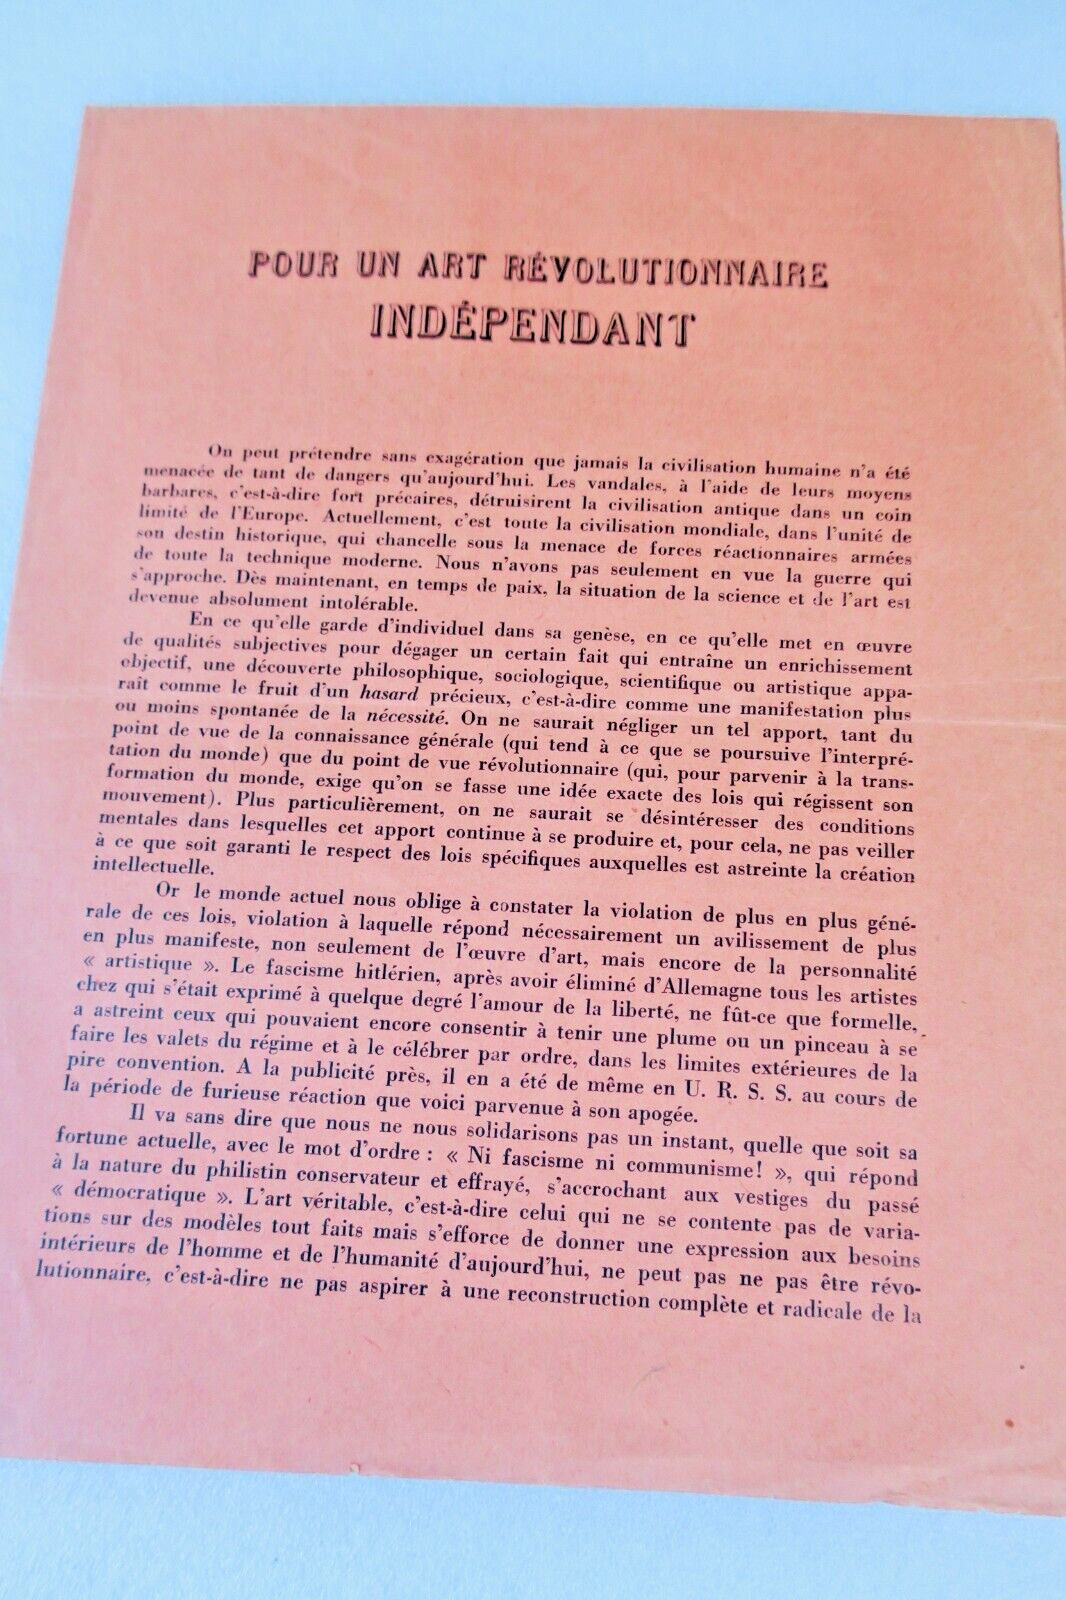 POUR UN ART RÉVOLUTIONNAIRE
INDÉPENDANT
On peut prétendre sans exagération que jamais la civilisation humaine n'a été
menacée de tant de dangers qu'aujourd'hui. Les vandales, à l'aide de leurs moyens
barbares, c'est-à-dire fort précaires, détruisirent la civilisation antique dans un coin
limité de l'Europe. Actuellement, c'est toute la civilisation mondiale, dans l'unité de
son destin historique, qui chancelle sous la menace de forces réactionnaires armées
de toute la technique moderne. Nous n'avons pas seulement en vue la guerre qui
s'approche. Dès maintenant, en temps de paix, la situation de la science et de l'art est
devenue absolument intolérable.
En ce qu'elle garde d'individuel dans sa genèse, en ce qu'elle met en œuvre
de qualités subjectives pour dégager un certain fait qui entraîne un enrichissement
objectif, une découverte philosophique, sociologique, scientifique ou artistique appa-
raît comme le fruit d'un hasard précieux, c'est-à-dire comme une manifestation plus
ou moins spontanée de la nécessité. On ne saurait négliger un tel apport, tant du
point de vue de la connaissance générale (qui tend à ce que se poursuive l'interpré-
tation du monde) que du point de vue révolutionnaire (qui, pour parvenir à la trans-
formation du monde, exige qu'on se fasse une idée exacte des lois qui régissent son
mouvement). Plus particulièrement, on ne saurait se désintéresser des conditions
mentales dans lesquelles cet apport continue à se produire et, pour cela, ne pas veiller
à ce que soit garanti le respect des lois spécifiques auxquelles est astreinte la création
intellectuelle.
Or le monde actuel nous oblige à constater la violation de plus en plus géné-
rale de ces lois, violation à laquelle répond nécessairement un avilissement de plus
en plus manifeste, non seulement de l'œuvre d'art, mais encore de la personnalité
« artistique ». Le fascisme hitlérien, après avoir éliminé d'Allemagne tous les artistes
chez qui s'était exprimé à quelque degré l'amour de la liberté, ne fût-ce que formelle,
a astreint ceux qui pouvaient encore consentir à tenir une plume ou un pinceau à se
faire les valets du régime et à le célébrer par ordre, dans les limites extérieures de la
pire convention. A la publicité près, il en a été de même en U. R. S. S. au cours de
la période de furieuse réaction que voici parvenue à son apogée.
Il va sans dire que nous ne nous solidarisons pas un instant, quelle que soit sa
fortune actuelle, avec le mot d'ordre : « Ni fascisme ni communisme! », qui répond
à la nature du philistin conservateur et effrayé, s'accrochant aux vestiges du passé
« démocratique ». L'art véritable, c'est-à-dire celui qui ne se contente pas de varia-
tions sur des modèles tout faits mais s'efforce de donner une expression aux besoins
intérieurs de l'homme et de l'humanité d'aujourd'hui, ne peut pas ne pas être révo-
lutionnaire, c'est-à-dire ne pas aspirer à une reconstruction complète et radicale de la